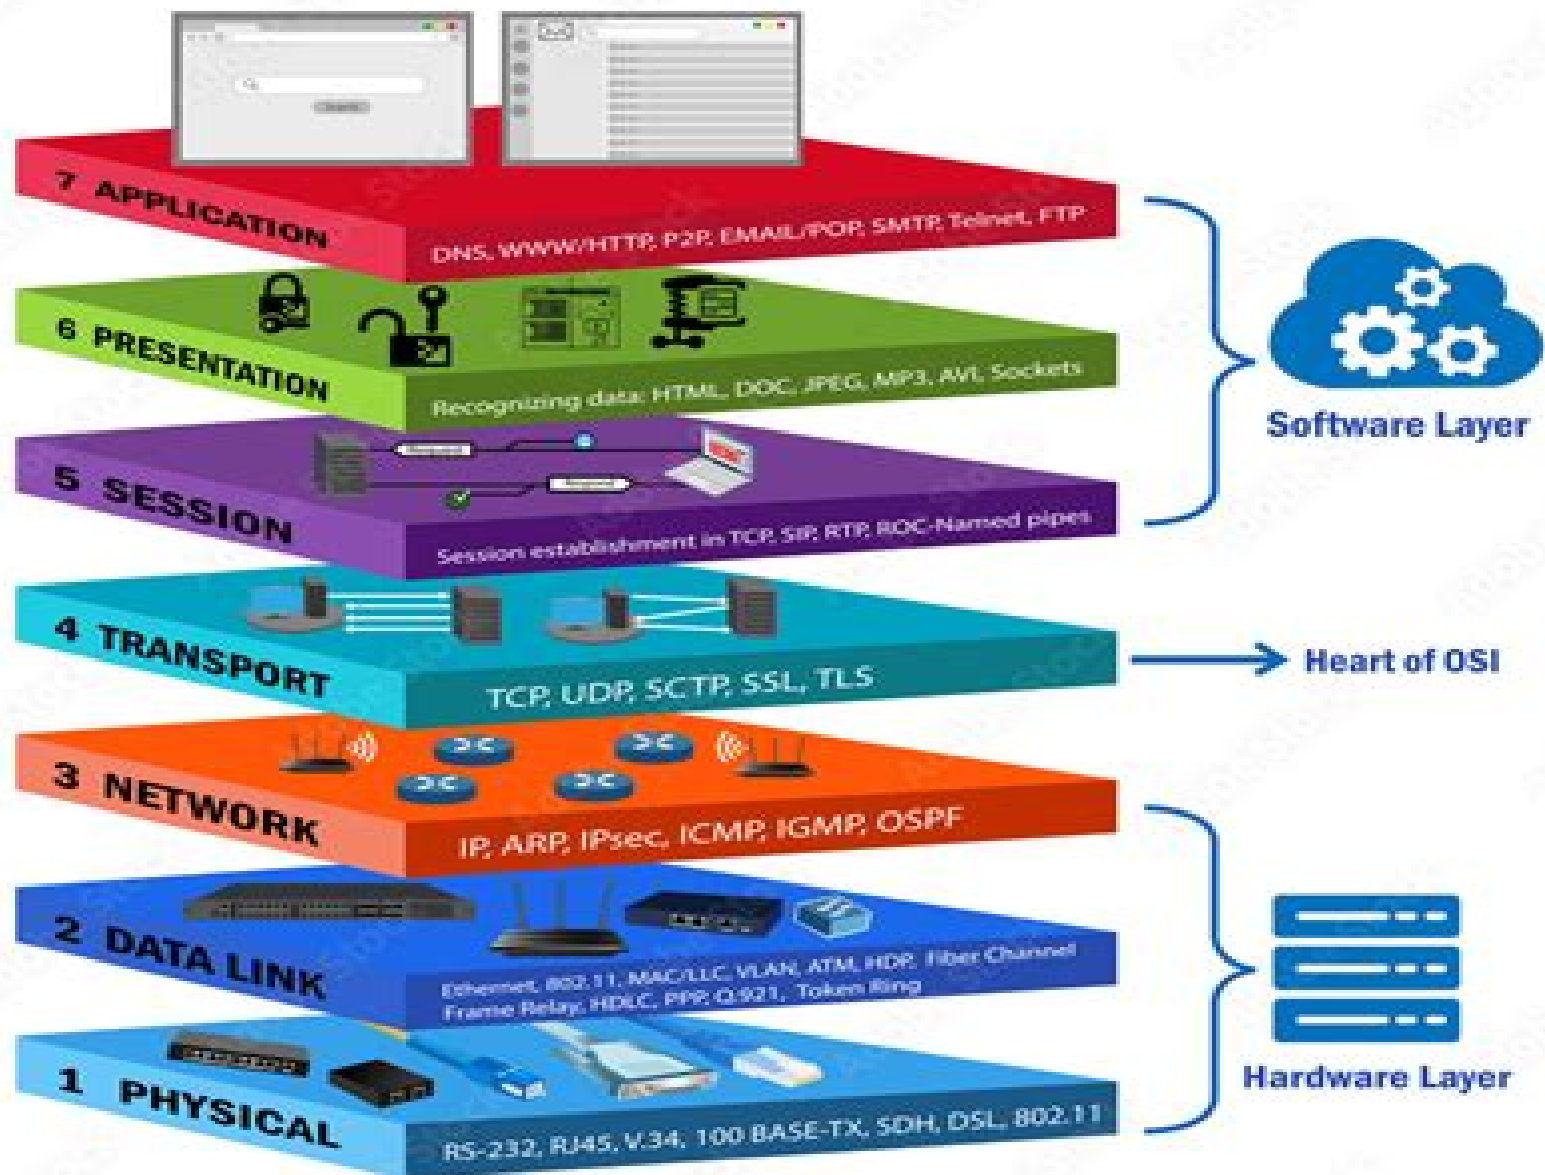 7 APPLICATION
DNS, WWW/HTTP, P2P, EMAIL/POP, SMTP, Telnet, FTP
6 PRESENTATION
Recognizing data: HTML, DOC, JPEG, MP3, AVI, Sockets
Software Layer
5 SESSION
Session establishment in TCP, SIP, RTP, ROC-Named pipes
4 TRANSPORT
TCP, UDP, SCTP, SSL, TLS
Heart of OSI
3 NETWORK
IP, ARP, IPsec, ICMP, IGMP, OSPF
2 DATA LINK
Ethernet, 802.11, MAC/LLC, VLAN, ATM, HDP, Fiber Channel
Frame Relay, HDLC, PPP, Q.921, Token Ring
Hardware Layer
1 PHYSICAL
RS-232, RJ45, V.34, 100 BASE-TX, SDH, DSL, 802.11